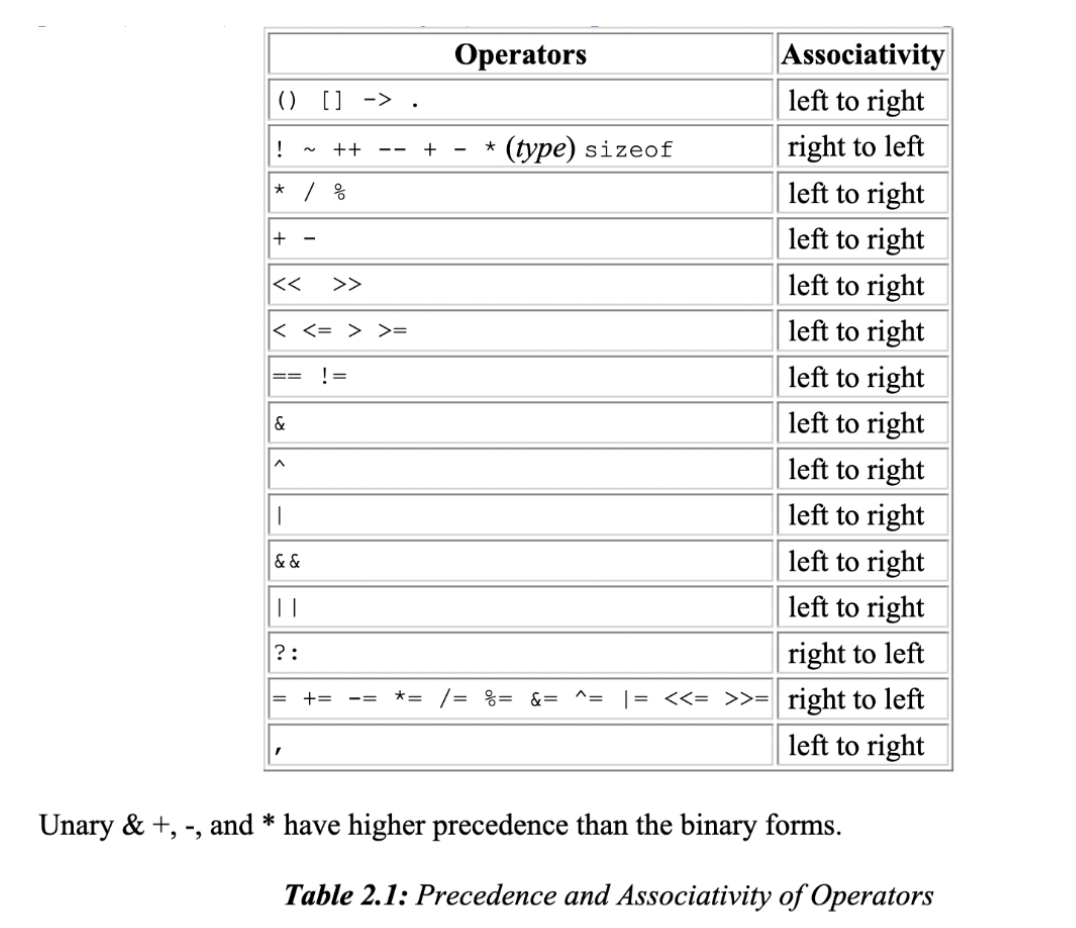 Operators Associativity
() [] -> . left to right
! ~ ++ -- + - * (type) sizeof right to left
* / % left to right
+ - left to right
<< >> left to right
< <= > >= left to right
== != left to right
& left to right
^ left to right
| left to right
&& left to right
|| left to right
?: right to left
= += -= *= /= %= &= ^= |= <<= >>= right to left
, left to right
Unary & +, -, and * have higher precedence than the binary forms.
Table 2.1: Precedence and Associativity of Operators